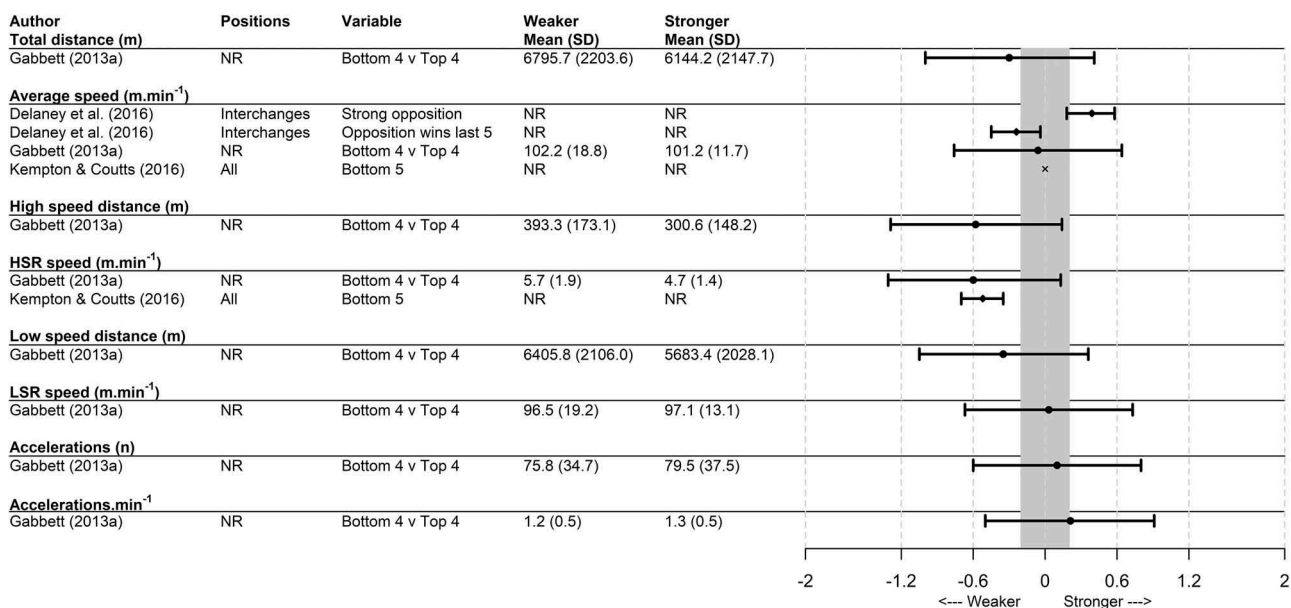 Author Positions Variable Weaker Stronger
Total distance (m) Mean (SD) Mean (SD)
Gabbett (2013a) NR Bottom 4 v Top 4 6795.7 (2203.6) 6144.2 (2147.7)
Average speed (m.min⁻¹)
Delaney et al. (2016) Interchanges Strong opposition NR NR
Delaney et al. (2016) Interchanges Opposition wins last 5 NR NR
Gabbett (2013a) NR Bottom 4 v Top 4 102.2 (18.8) 101.2 (11.7)
Kempton & Coutts (2016) All Bottom 5 NR NR
High speed distance (m)
Gabbett (2013a) NR Bottom 4 v Top 4 393.3 (173.1) 300.6 (148.2)
HSR speed (m.min⁻¹)
Gabbett (2013a) NR Bottom 4 v Top 4 5.7 (1.9) 4.7 (1.4)
Kempton & Coutts (2016) All Bottom 5 NR NR
Low speed distance (m)
Gabbett (2013a) NR Bottom 4 v Top 4 6405.8 (2106.0) 5683.4 (2028.1)
LSR speed (m.min⁻¹)
Gabbett (2013a) NR Bottom 4 v Top 4 96.5 (19.2) 97.1 (13.1)
Accelerations (n)
Gabbett (2013a) NR Bottom 4 v Top 4 75.8 (34.7) 79.5 (37.5)
Accelerations.min⁻¹
Gabbett (2013a) NR Bottom 4 v Top 4 1.2 (0.5) 1.3 (0.5)
-2 -1.2 -0.6 0 0.6 1.2 2
<--- Weaker Stronger --->